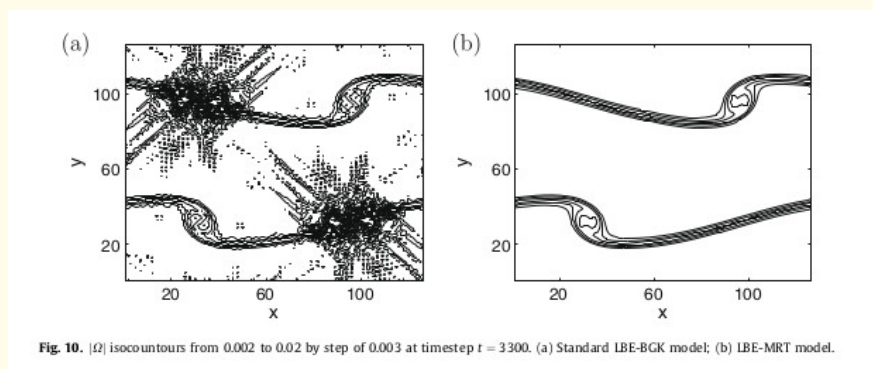 (a)
(b)
100
60
20
y
20
60
100
x
100
60
20
y
20
60
100
x
Fig. 10. |Ω| isocountours from 0.002 to 0.02 by step of 0.003 at timestep t = 3300. (a) Standard LBE-BGK model; (b) LBE-MRT model.